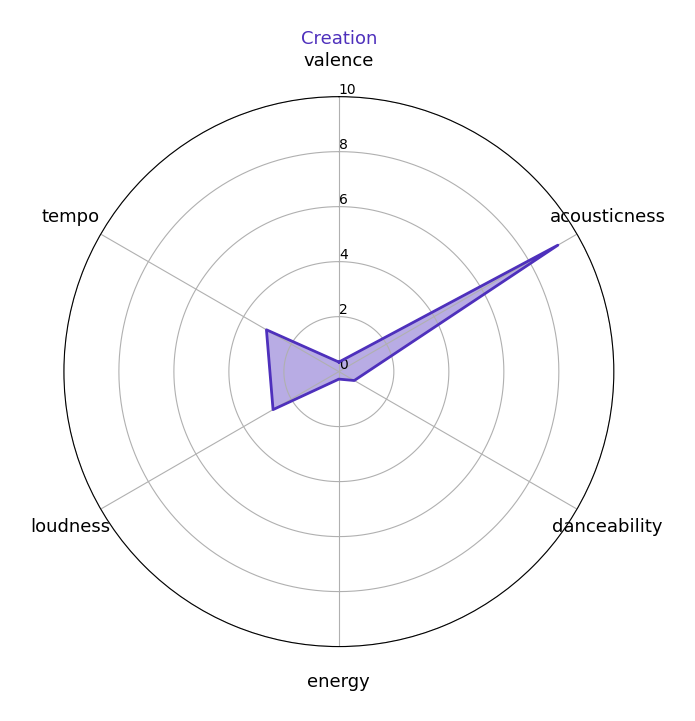 Creation
valence
10
8
6
4
2
0
tempo
acousticness
loudness
danceability
energy